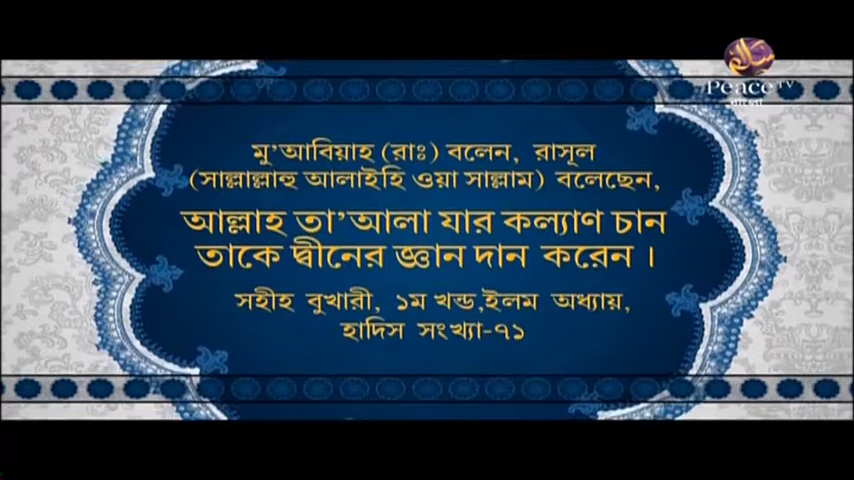 Peace TV
বাংলা
মু'আবিয়াহ (রাঃ) বলেন, রাসূল
(সাল্লাল্লাহু আলাইহি ওয়া সাল্লাম) বলেছেন,
আল্লাহ তা'আলা যার কল্যাণ চান
তাকে দ্বীনের জ্ঞান দান করেন ।
সহীহ বুখারী, ১ম খন্ড,ইলম অধ্যায়,
হাদিস সংখ্যা-৭১